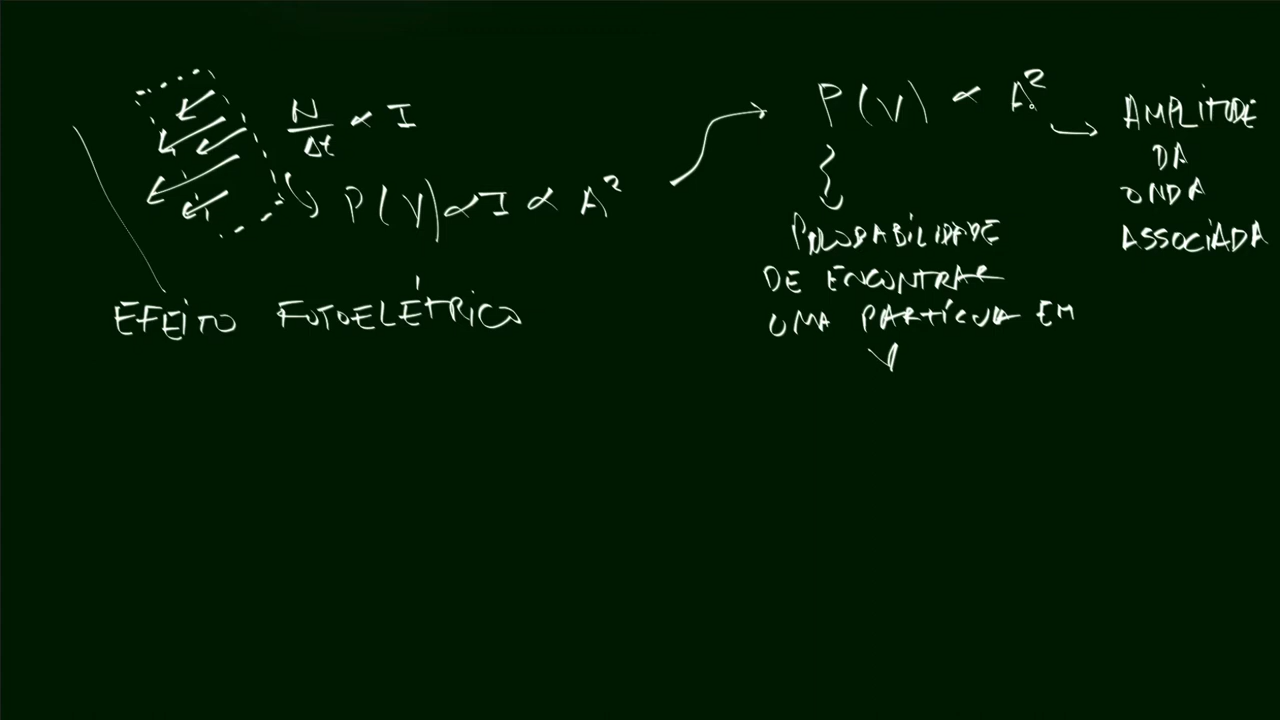 N/Δt ∝ I
P(V) ∝ I ∝ A²
EFEITO FOTOELÉTRICO
P(V) ∝ A²
PROBABILIDADE
DE ENCONTRAR
UMA PARTÍCULA EM
V
AMPLITUDE
DA
ONDA
ASSOCIADA